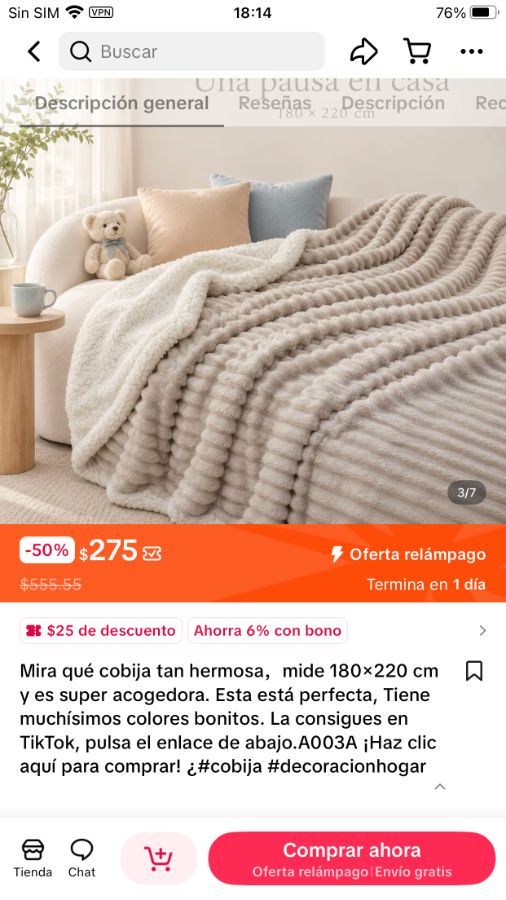 Sin SIM VPN 18:14 76%
Buscar
Una pausa en casa
Descripción general Reseñas Descripción Rec
180 × 220 cm
3/7
-50% $275 Oferta relámpago
$555.55 Termina en 1 día
$25 de descuento Ahorra 6% con bono
Mira qué cobija tan hermosa，mide 180×220 cm
y es super acogedora. Esta está perfecta, Tiene
muchísimos colores bonitos. La consigues en
TikTok, pulsa el enlace de abajo.A003A ¡Haz clic
aquí para comprar! ¿#cobija #decoracionhogar
Comprar ahora
Tienda Chat Oferta relámpago|Envío gratis